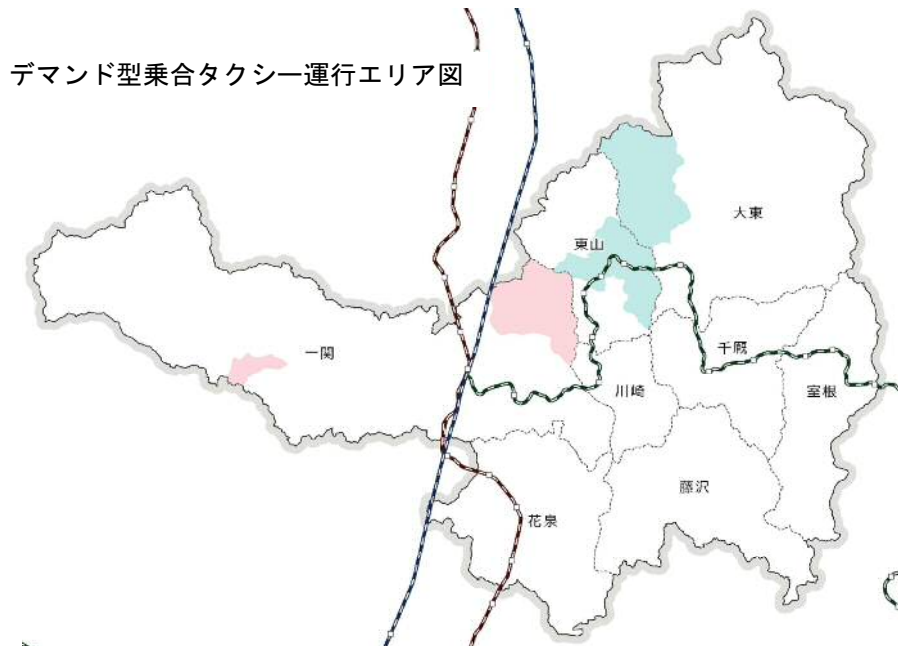 デマンド型乗合タクシー運行エリア図
大東
東山
一関
千厩
川崎
室根
藤沢
花泉